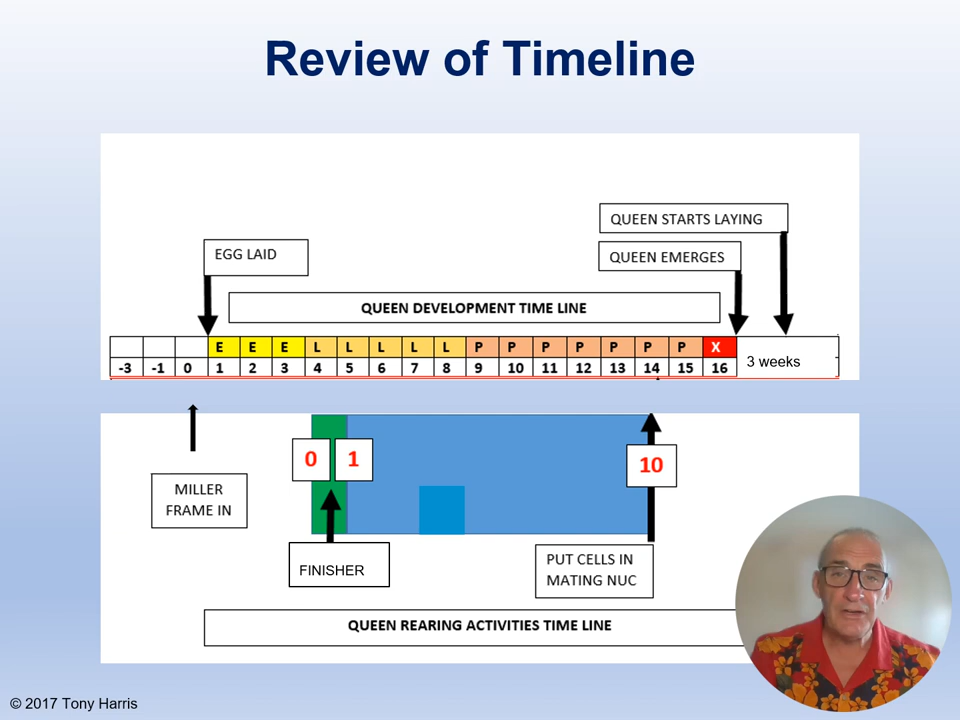 Review of Timeline
QUEEN STARTS LAYING
EGG LAID
QUEEN EMERGES
QUEEN DEVELOPMENT TIME LINE
E E E L L L L L P P P P P P P X
-3 -1 0 1 2 3 4 5 6 7 8 9 10 11 12 13 14 15 16 3 weeks
0 1 10
MILLER
FRAME IN
FINISHER
PUT CELLS IN
MATING NUC
QUEEN REARING ACTIVITIES TIME LINE
© 2017 Tony Harris